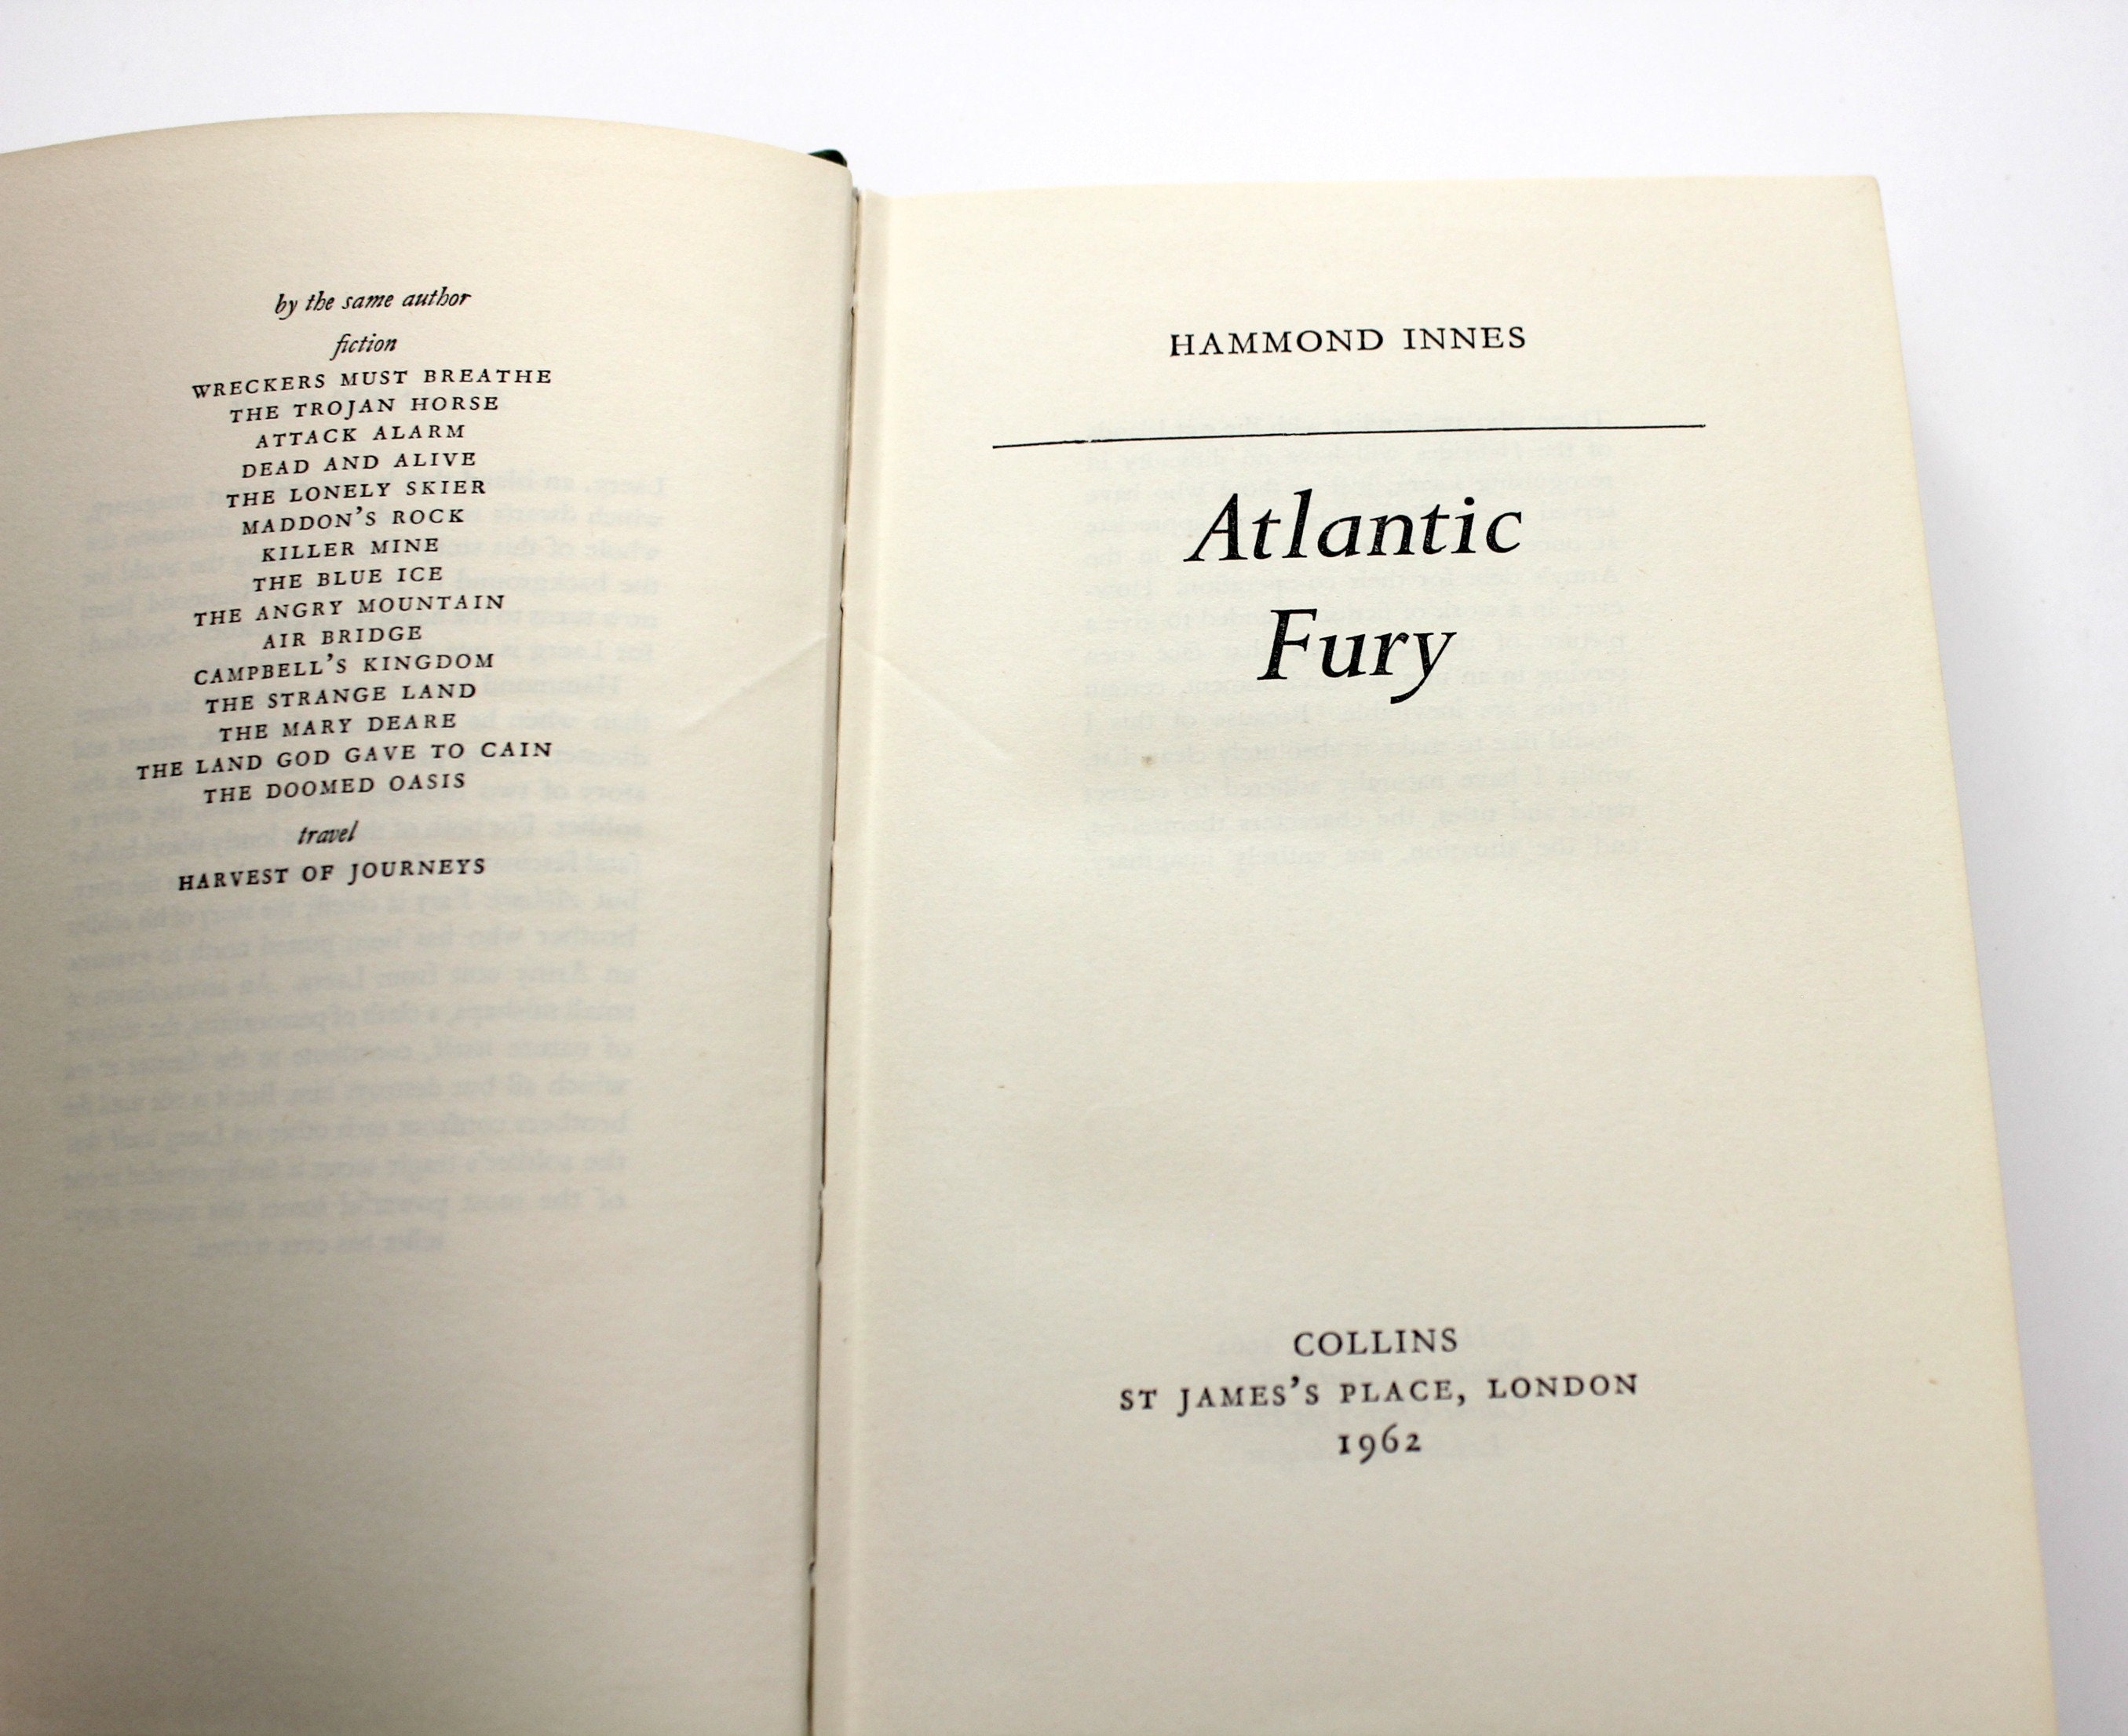 by the same author
fiction
WRECKERS MUST BREATHE
THE TROJAN HORSE
ATTACK ALARM
DEAD AND ALIVE
THE LONELY SKIER
MADDON'S ROCK
KILLER MINE
THE BLUE ICE
THE ANGRY MOUNTAIN
AIR BRIDGE
CAMPBELL'S KINGDOM
THE STRANGE LAND
THE MARY DEARE
THE LAND GOD GAVE TO CAIN
THE DOOMED OASIS
travel
HARVEST OF JOURNEYS
HAMMOND INNES
Atlantic
Fury
COLLINS
ST JAMES'S PLACE, LONDON
1962